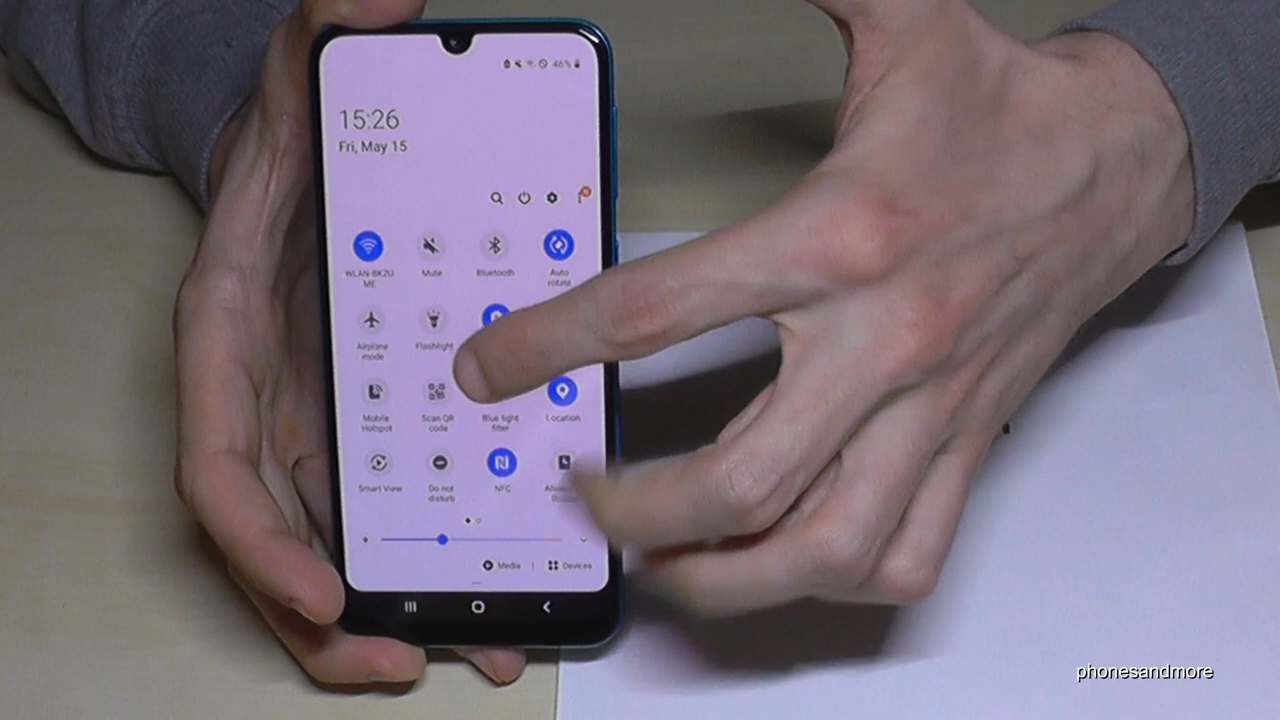 46%
15:26
Fri, May 15
WLAN-BK2U
ME
Mute
Bluetooth
Auto
rotate
Airplane
mode
Flashlight
Mobile
Hotspot
Scan QR
code
Blue light
filter
Location
Smart View
Do not
disturb
NFC
Media
Devices
phonesandmore